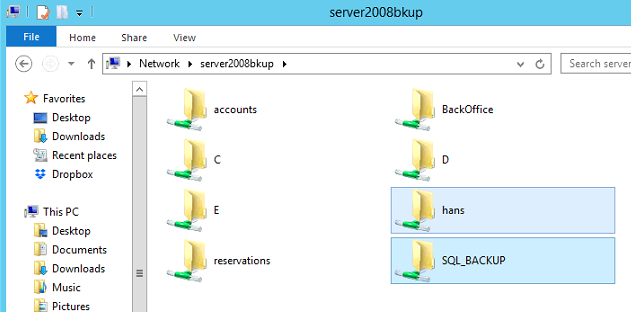 server2008bkup
File Network Share View
Network server2008bkup Search server
Favorites
Desktop
Downloads
Recent places
Dropbox
This PC
Desktop
Documents
Downloads
Music
Pictures
accounts BackOffice
C D
E hans
reservations SQL_BACKUP